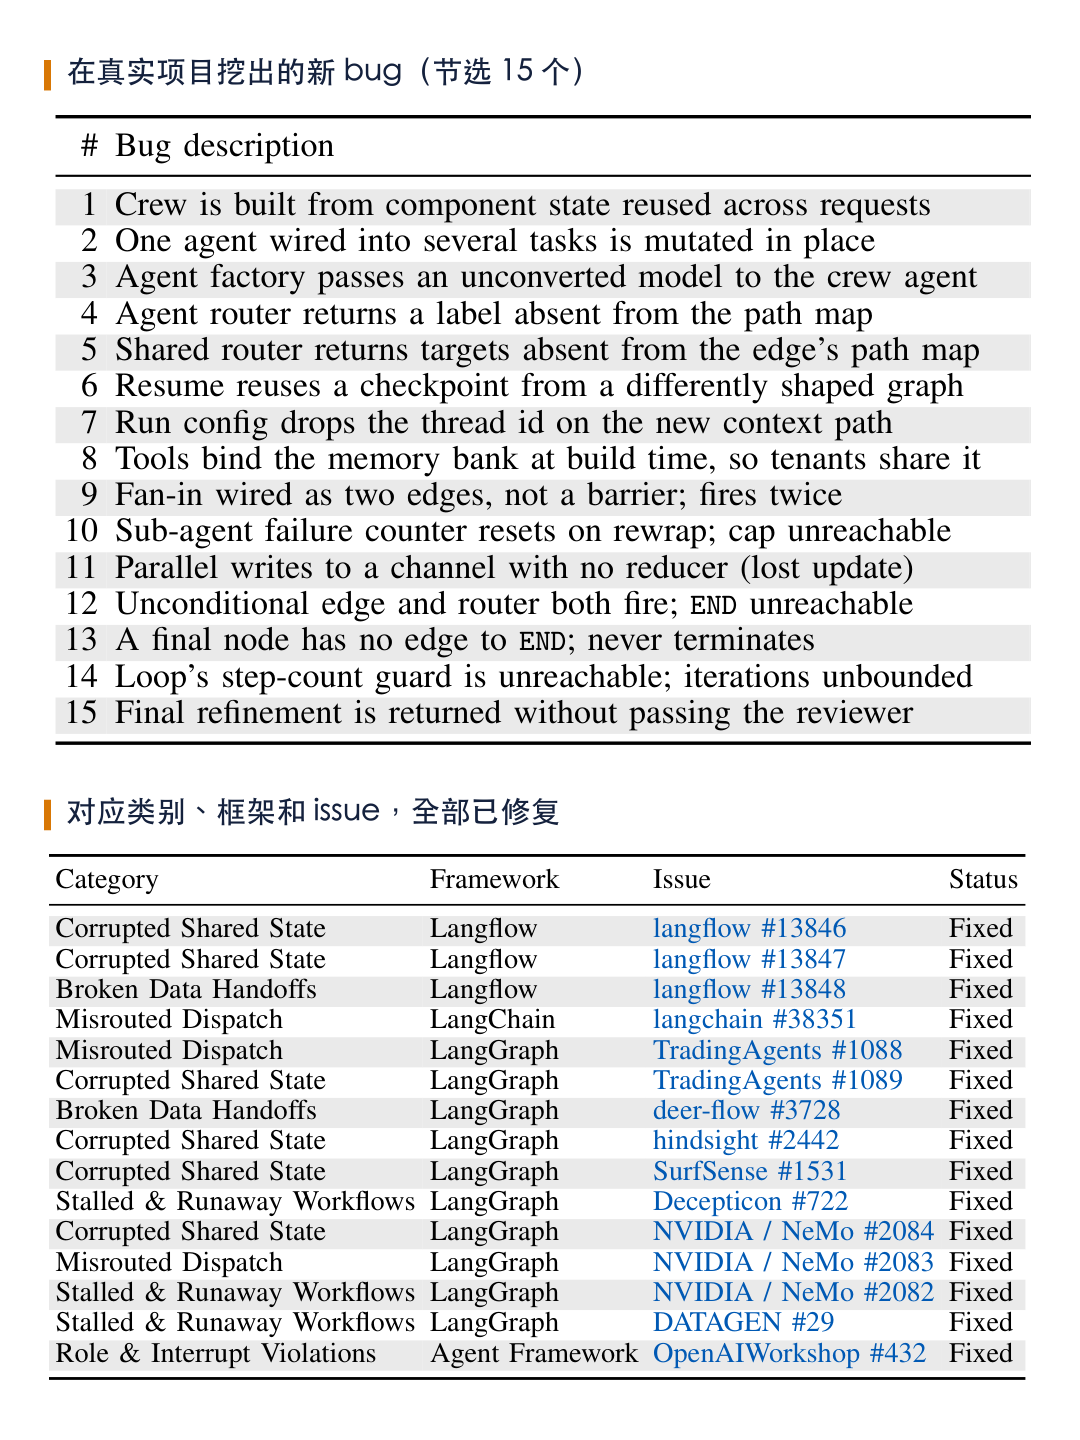 在真实项目挖出的新 bug（节选 15 个）
# Bug description
1 Crew is built from component state reused across requests
2 One agent wired into several tasks is mutated in place
3 Agent factory passes an unconverted model to the crew agent
4 Agent router returns a label absent from the path map
5 Shared router returns targets absent from the edge's path map
6 Resume reuses a checkpoint from a differently shaped graph
7 Run config drops the thread id on the new context path
8 Tools bind the memory bank at build time, so tenants share it
9 Fan-in wired as two edges, not a barrier; fires twice
10 Sub-agent failure counter resets on rewrap; cap unreachable
11 Parallel writes to a channel with no reducer (lost update)
12 Unconditional edge and router both fire; END unreachable
13 A final node has no edge to END; never terminates
14 Loop's step-count guard is unreachable; iterations unbounded
15 Final refinement is returned without passing the reviewer
对应类别、框架和 issue，全部已修复
Category Framework Issue Status
Corrupted Shared State Langflow langflow #13846 Fixed
Corrupted Shared State Langflow langflow #13847 Fixed
Broken Data Handoffs Langflow langflow #13848 Fixed
Misrouted Dispatch LangChain langchain #38351 Fixed
Misrouted Dispatch LangGraph TradingAgents #1088 Fixed
Corrupted Shared State LangGraph TradingAgents #1089 Fixed
Broken Data Handoffs LangGraph deer-flow #3728 Fixed
Corrupted Shared State LangGraph hindsight #2442 Fixed
Corrupted Shared State LangGraph SurfSense #1531 Fixed
Stalled & Runaway Workflows LangGraph Decepticon #722 Fixed
Corrupted Shared State LangGraph NVIDIA / NeMo #2084 Fixed
Misrouted Dispatch LangGraph NVIDIA / NeMo #2083 Fixed
Stalled & Runaway Workflows LangGraph NVIDIA / NeMo #2082 Fixed
Stalled & Runaway Workflows LangGraph DATAGEN #29 Fixed
Role & Interrupt Violations Agent Framework OpenAIWorkshop #432 Fixed